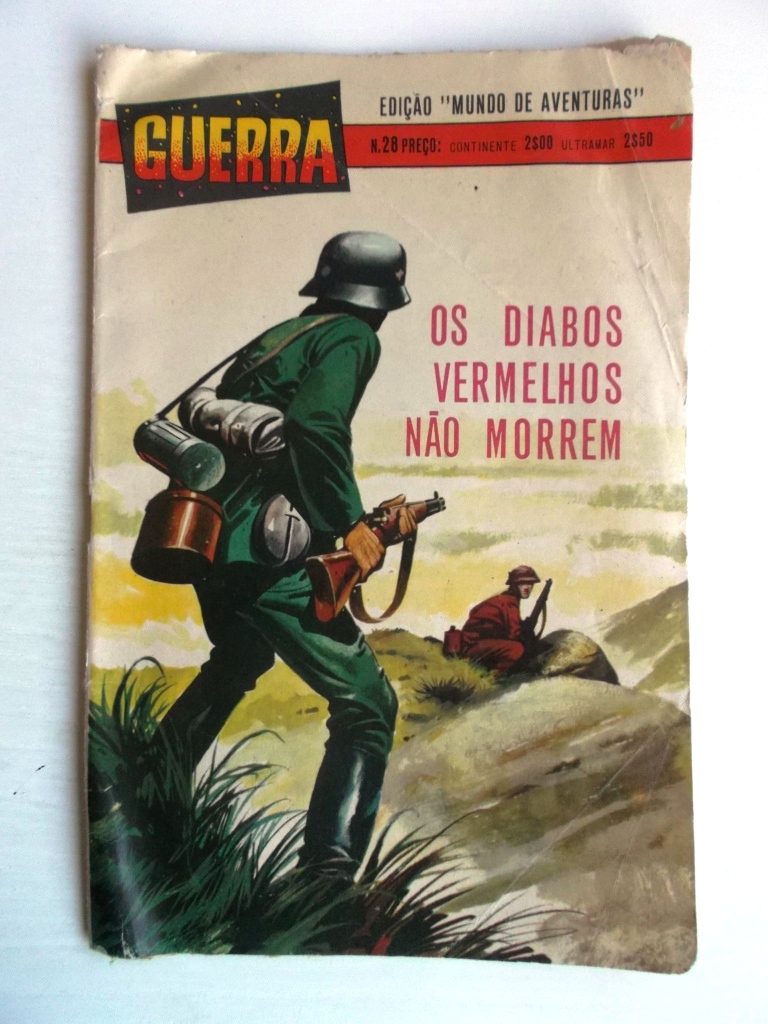 EDIÇÃO "MUNDO DE AVENTURAS"
GUERRA
N.28 PREÇO: CONTINENTE 2$00 ULTRAMAR 2$50
OS DIABOS
VERMELHOS
NÃO MORREM